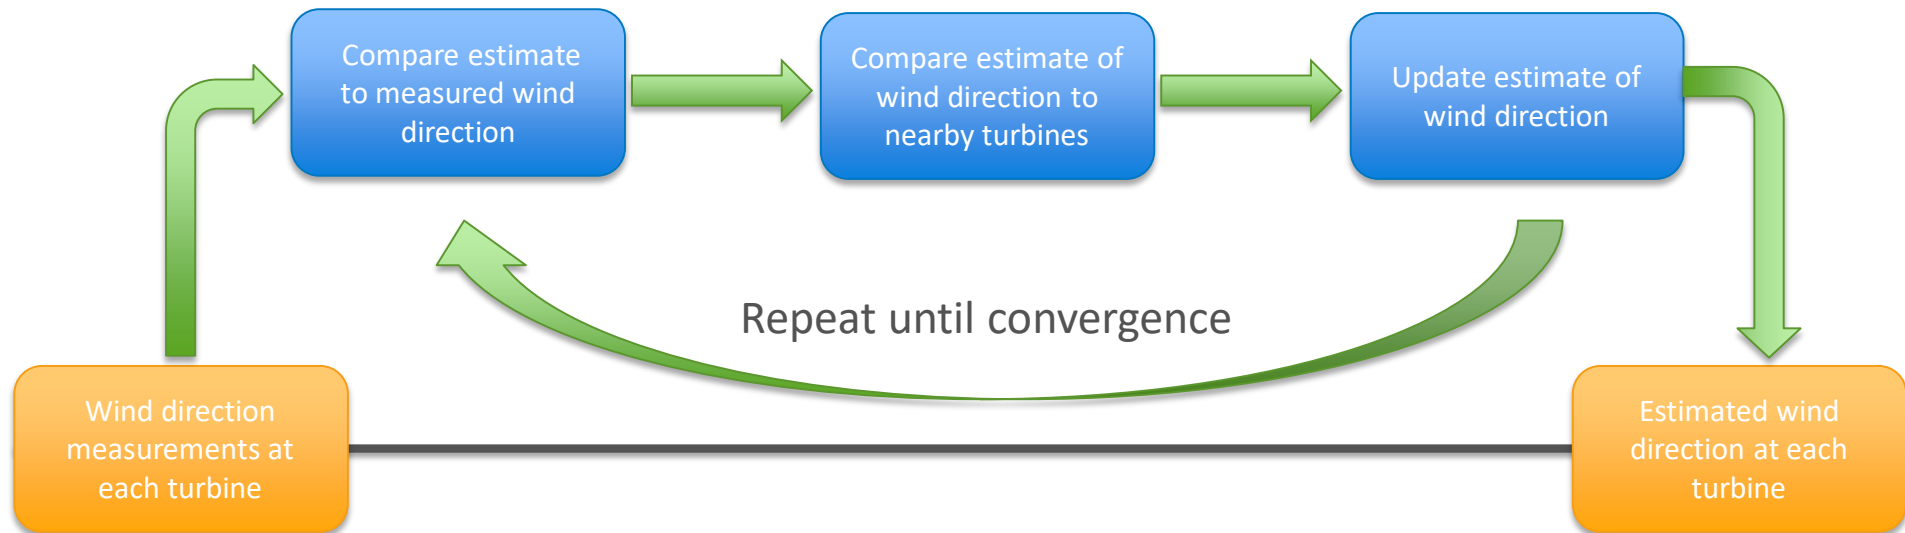 Compare estimate
to measured wind
direction
Compare estimate of
wind direction to
nearby turbines
Update estimate of
wind direction
Repeat until convergence
Wind direction
measurements at
each turbine
Estimated wind
direction at each
turbine